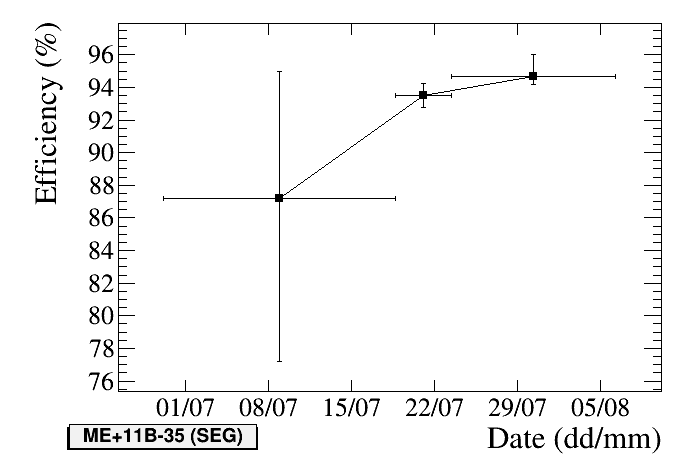 Efficiency (%)
96
94
92
90
88
86
84
82
80
78
76
01/07 08/07 15/07 22/07 29/07 05/08
ME+11B-35 (SEG)
Date (dd/mm)